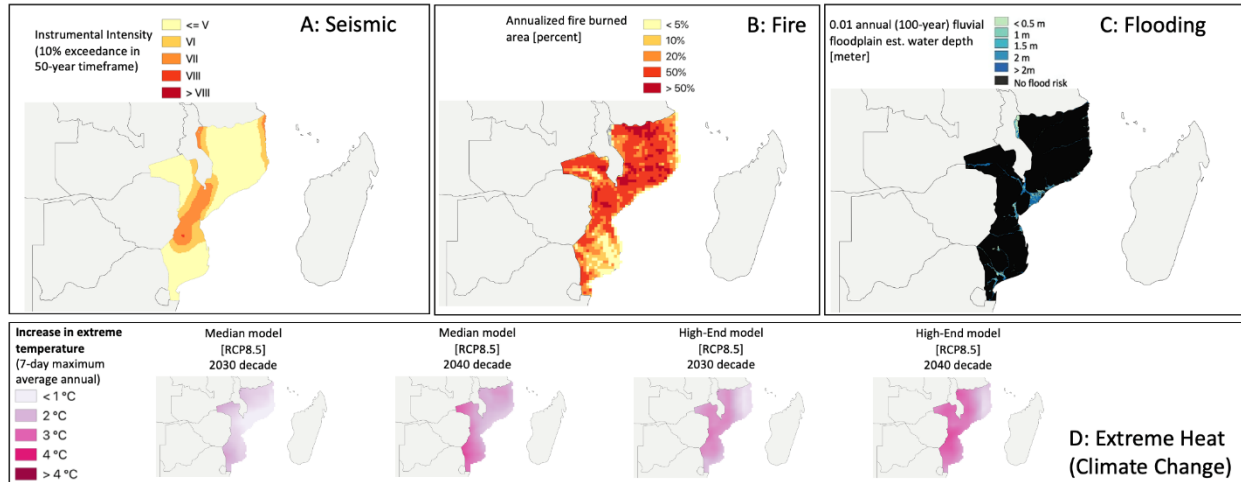 A: Seismic
Instrumental Intensity
(10% exceedance in
50-year timeframe)
<= V
VI
VII
VIII
> VIII
B: Fire
Annualized fire burned
area [percent]
< 5%
10%
20%
50%
> 50%
C: Flooding
0.01 annual (100-year) fluvial
floodplain est. water depth
[meter]
< 0.5 m
1 m
1.5 m
2 m
> 2m
No flood risk
Increase in extreme
temperature
(7-day maximum
average annual)
< 1 °C
2 °C
3 °C
4 °C
> 4 °C
Median model
[RCP8.5]
2030 decade
Median model
[RCP8.5]
2040 decade
High-End model
[RCP8.5]
2030 decade
High-End model
[RCP8.5]
2040 decade
D: Extreme Heat
(Climate Change)